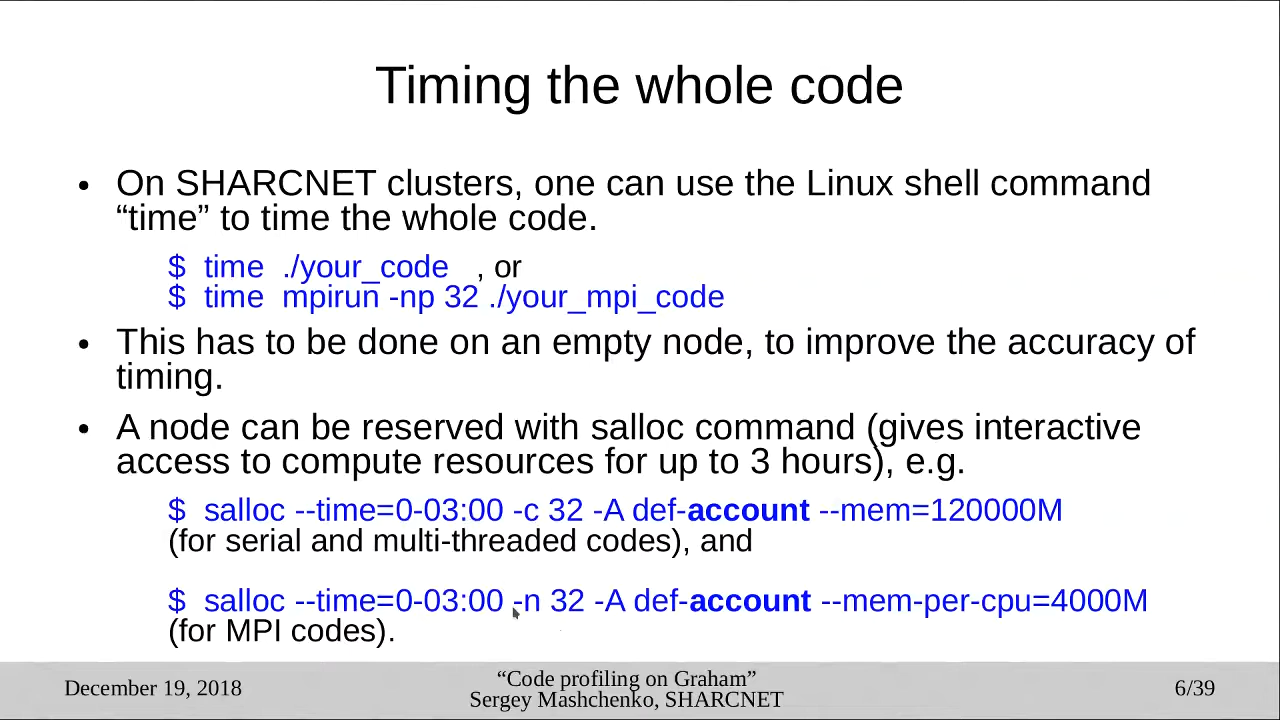 Timing the whole code
• On SHARCNET clusters, one can use the Linux shell command
“time” to time the whole code.
$ time ./your_code , or
$ time mpirun -np 32 ./your_mpi_code
• This has to be done on an empty node, to improve the accuracy of
timing.
• A node can be reserved with salloc command (gives interactive
access to compute resources for up to 3 hours), e.g.
$ salloc --time=0-03:00 -c 32 -A def-account --mem=120000M
(for serial and multi-threaded codes), and
$ salloc --time=0-03:00 -n 32 -A def-account --mem-per-cpu=4000M
(for MPI codes).
December 19, 2018
“Code profiling on Graham”
Sergey Mashchenko, SHARCNET
6/39